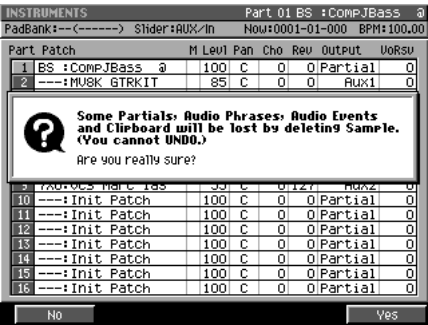 INSTRUMENTS Part 01 BS :CompJBass
PadBank:--(------) Slider:AUX/In Now:0001-01-000 BPM:100.00
Part Patch M Levl Pan Cho Rev Output VoRsv
1 BS :CompJBass 100 C 0 0 Partial 0
2 ---:MV8K GTRKIT 85 C 0 0 Aux1 0
Some Partials, Audio Phrases, Audio Events
and Clipboard will be lost by deleting Sample.
(You cannot UNDO.)
Are you really sure?
10 ---:Init Patch 100 C 0 0 Partial 0
11 ---:Init Patch 100 C 0 0 Partial 0
12 ---:Init Patch 100 C 0 0 Partial 0
13 ---:Init Patch 100 C 0 0 Partial 0
14 ---:Init Patch 100 C 0 0 Partial 0
15 ---:Init Patch 100 C 0 0 Partial 0
16 ---:Init Patch 100 C 0 0 Partial 0
No Yes